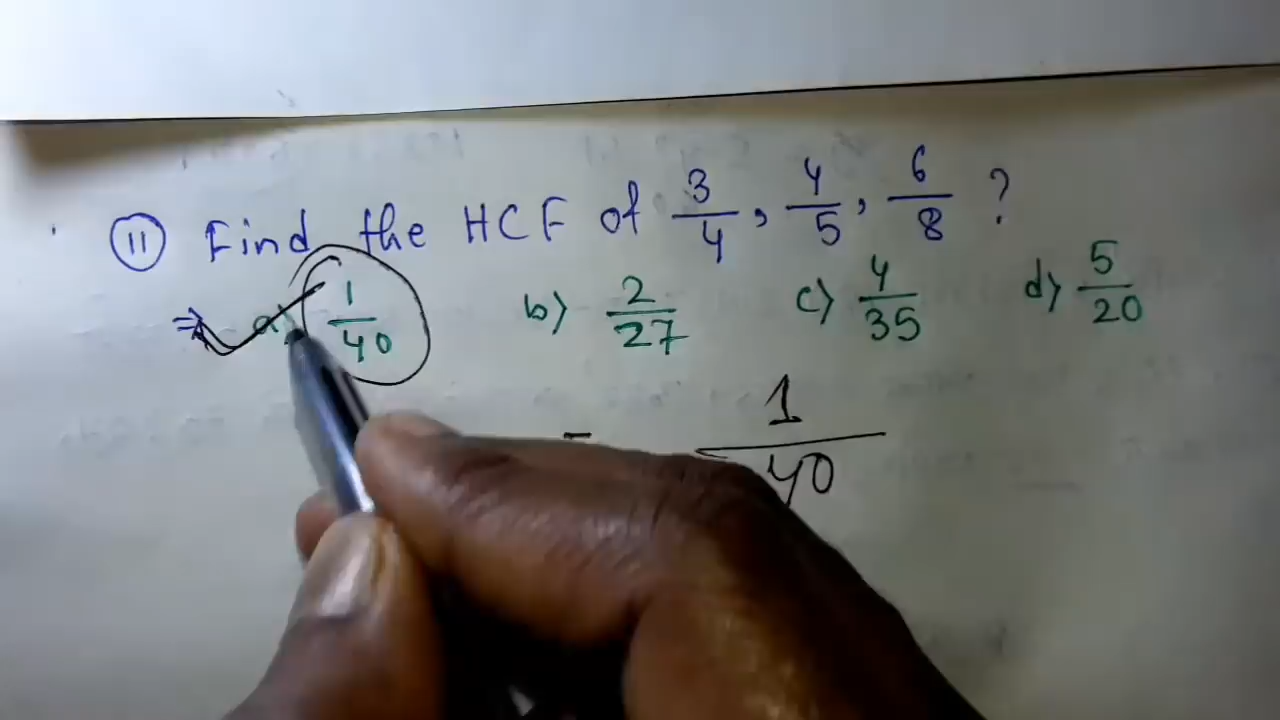 11 Find the HCF of 3/4, 4/5, 6/8 ?
⇒ a) 1/40 b) 2/27 c) 4/35 d) 5/20
= 1/40